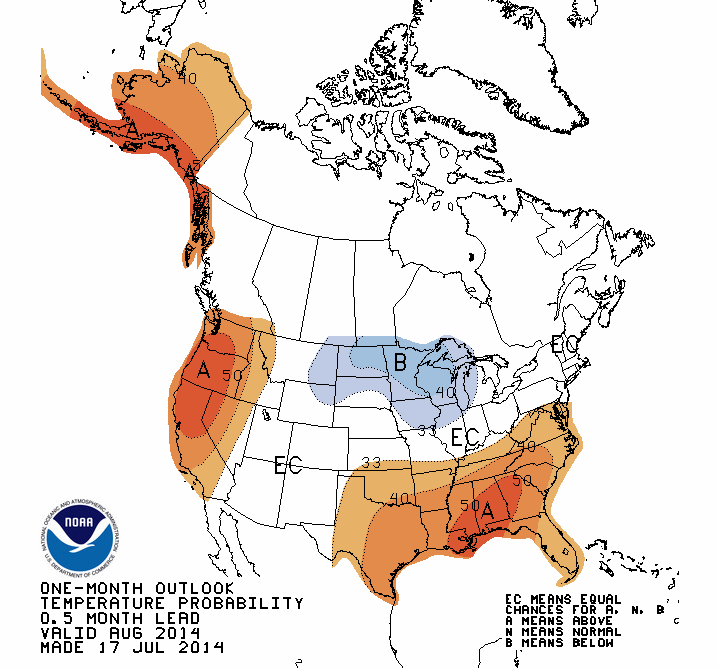 40
A
A
EC
A
50
B
40
33
EC
EC
33
40
40
50
50
A
NATIONAL OCEANIC AND ATMOSPHERIC ADMINISTRATION
NOAA
U.S. DEPARTMENT OF COMMERCE
ONE-MONTH OUTLOOK
TEMPERATURE PROBABILITY
0.5 MONTH LEAD
VALID AUG 2014
MADE 17 JUL 2014
EC MEANS EQUAL
CHANCES FOR A, N, B
A MEANS ABOVE
N MEANS NORMAL
B MEANS BELOW